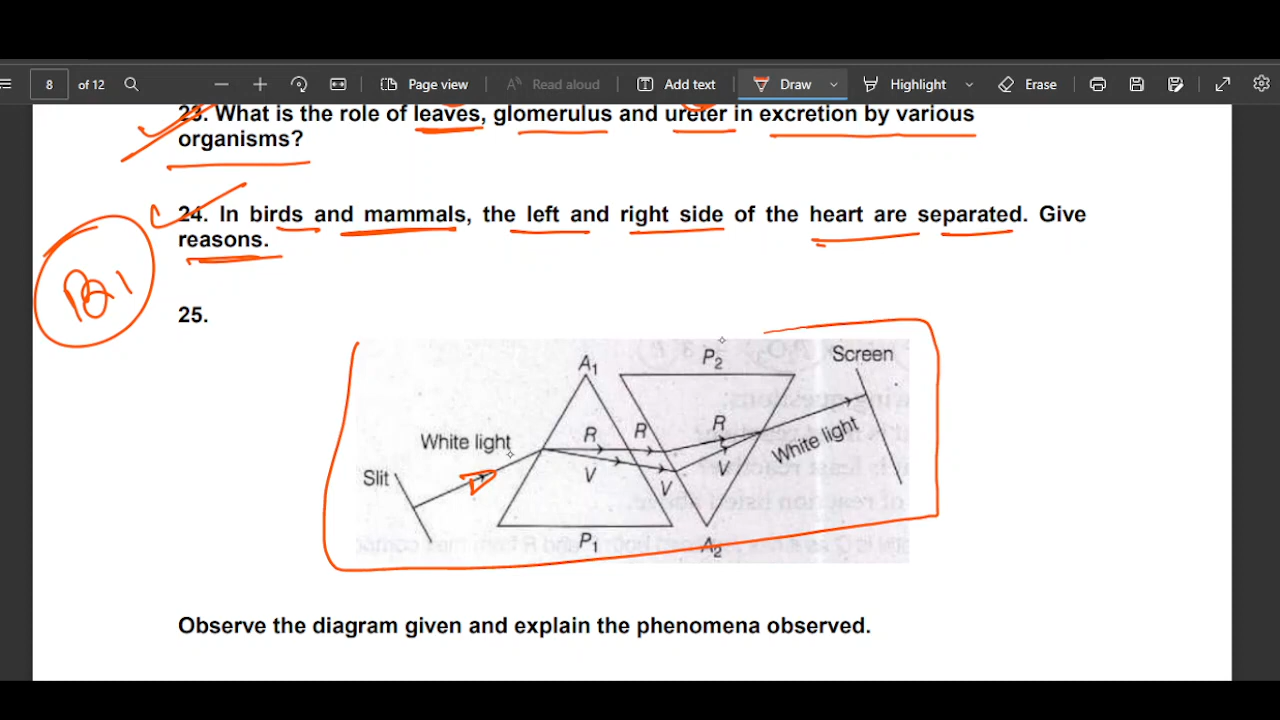 8 of 12 Page view Read aloud Add text Draw Highlight Erase
23. What is the role of leaves, glomerulus and ureter in excretion by various
organisms?
24. In birds and mammals, the left and right side of the heart are separated. Give
reasons.
25.
A1
P2
Screen
White light
R
R
R
White light
Slit
V
V
V
P1
A2
Observe the diagram given and explain the phenomena observed.